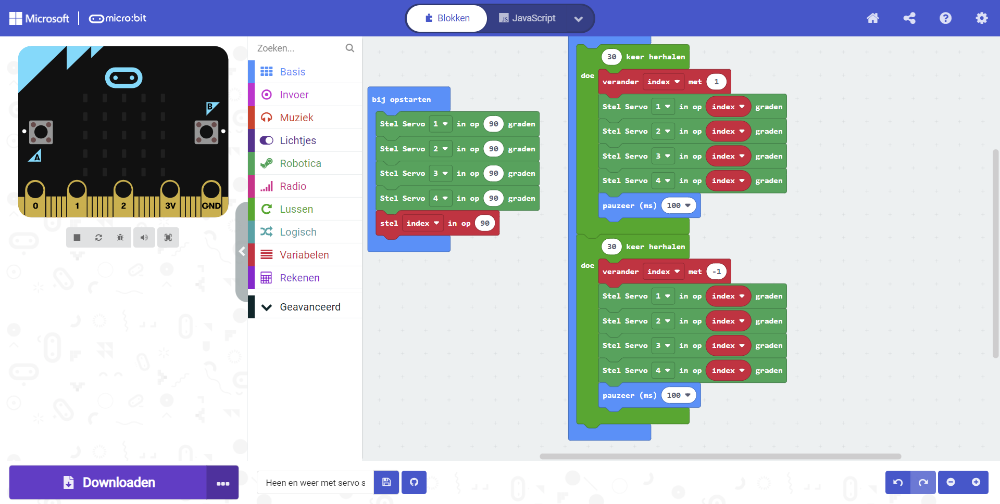 Microsoft
micro:bit
Blokken
JavaScript
JS
B
A
0
1
2
3V
GND
Zoeken...
Basis
Invoer
Muziek
Lichtjes
Robotica
Radio
Lussen
Logisch
Variabelen
Rekenen
Geavanceerd
bij opstarten
Stel Servo 1 in op 90 graden
Stel Servo 2 in op 90 graden
Stel Servo 3 in op 90 graden
Stel Servo 4 in op 90 graden
stel index in op 90
30 keer herhalen
doe
verander index met 1
Stel Servo 1 in op index graden
Stel Servo 2 in op index graden
Stel Servo 3 in op index graden
Stel Servo 4 in op index graden
pauzeer (ms) 100
30 keer herhalen
doe
verander index met -1
Stel Servo 1 in op index graden
Stel Servo 2 in op index graden
Stel Servo 3 in op index graden
Stel Servo 4 in op index graden
pauzeer (ms) 100
Downloaden
Heen en weer met servo s